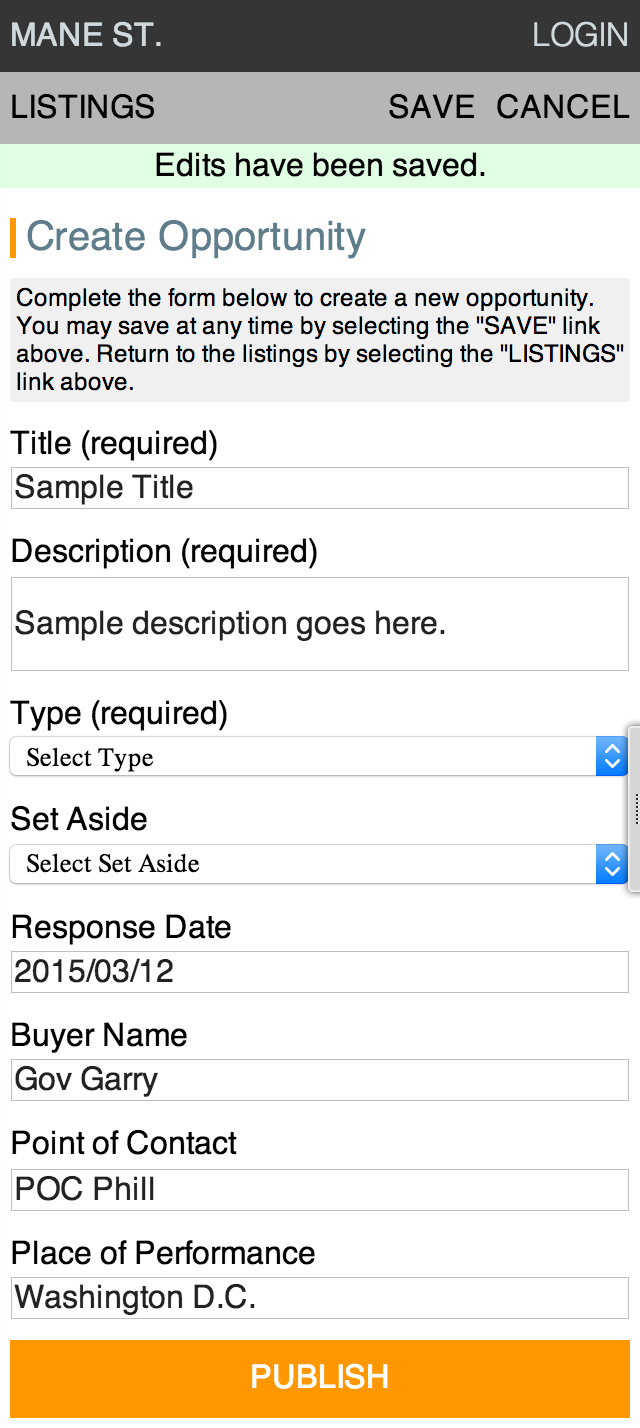 MANE ST. LOGIN
LISTINGS SAVE CANCEL
Edits have been saved.
Create Opportunity
Complete the form below to create a new opportunity.
You may save at any time by selecting the "SAVE" link
above. Return to the listings by selecting the "LISTINGS"
link above.
Title (required)
Sample Title
Description (required)
Sample description goes here.
Type (required)
Select Type
Set Aside
Select Set Aside
Response Date
2015/03/12
Buyer Name
Gov Garry
Point of Contact
POC Phill
Place of Performance
Washington D.C.
PUBLISH